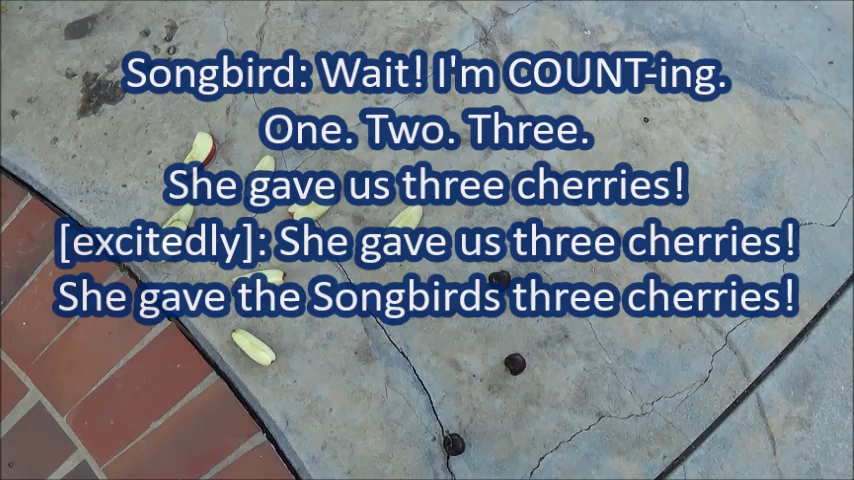 Songbird: Wait! I'm COUNT-ing.
One. Two. Three.
She gave us three cherries!
[excitedly]: She gave us three cherries!
She gave the Songbirds three cherries!